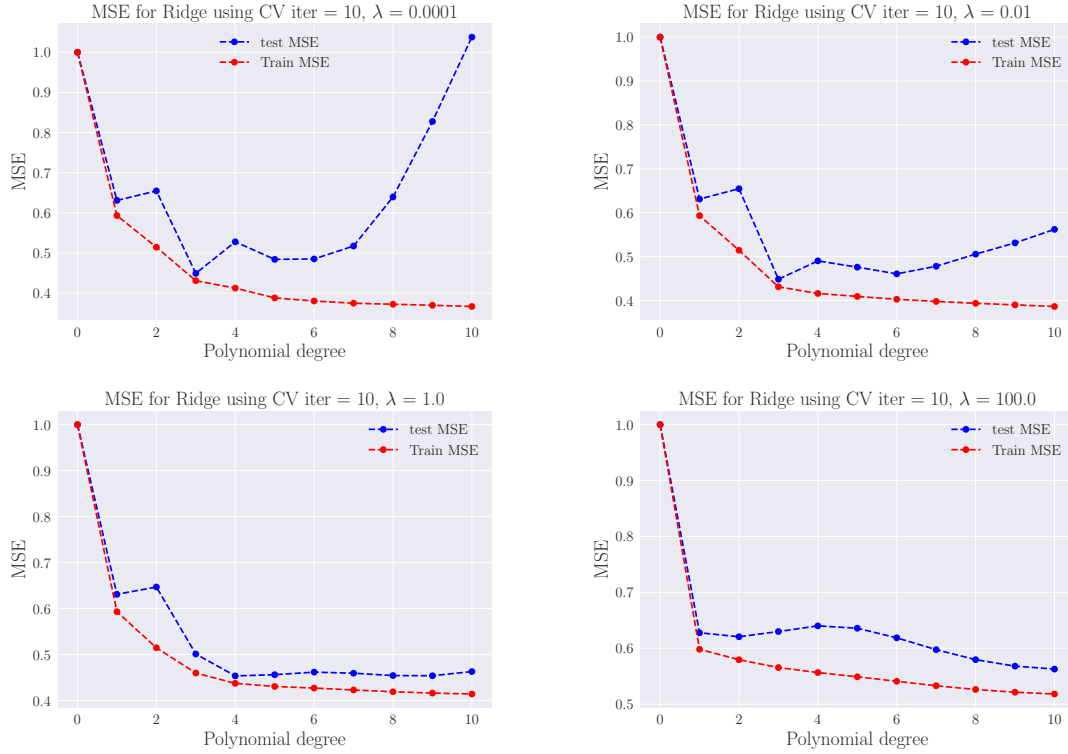 MSE for Ridge using CV iter = 10, λ = 0.0001
test MSE
Train MSE
1.0
0.9
0.8
0.7
0.6
0.5
0.4
MSE
0 2 4 6 8 10
Polynomial degree
MSE for Ridge using CV iter = 10, λ = 0.01
test MSE
Train MSE
1.0
0.9
0.8
0.7
0.6
0.5
0.4
MSE
0 2 4 6 8 10
Polynomial degree
MSE for Ridge using CV iter = 10, λ = 1.0
test MSE
Train MSE
1.0
0.9
0.8
0.7
0.6
0.5
0.4
MSE
0 2 4 6 8 10
Polynomial degree
MSE for Ridge using CV iter = 10, λ = 100.0
test MSE
Train MSE
1.0
0.9
0.8
0.7
0.6
0.5
MSE
0 2 4 6 8 10
Polynomial degree